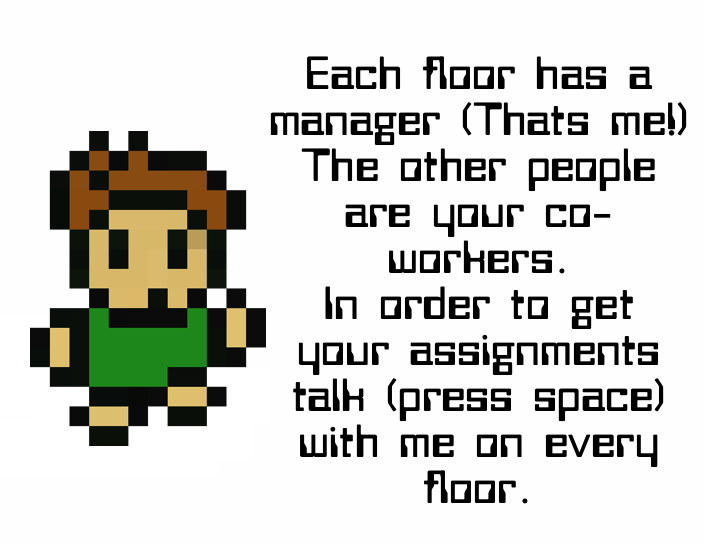 Each floor has a
manager (Thats me!)
The other people
are your co-
workers.
In order to get
your assignments
talk (press space)
with me on every
floor.